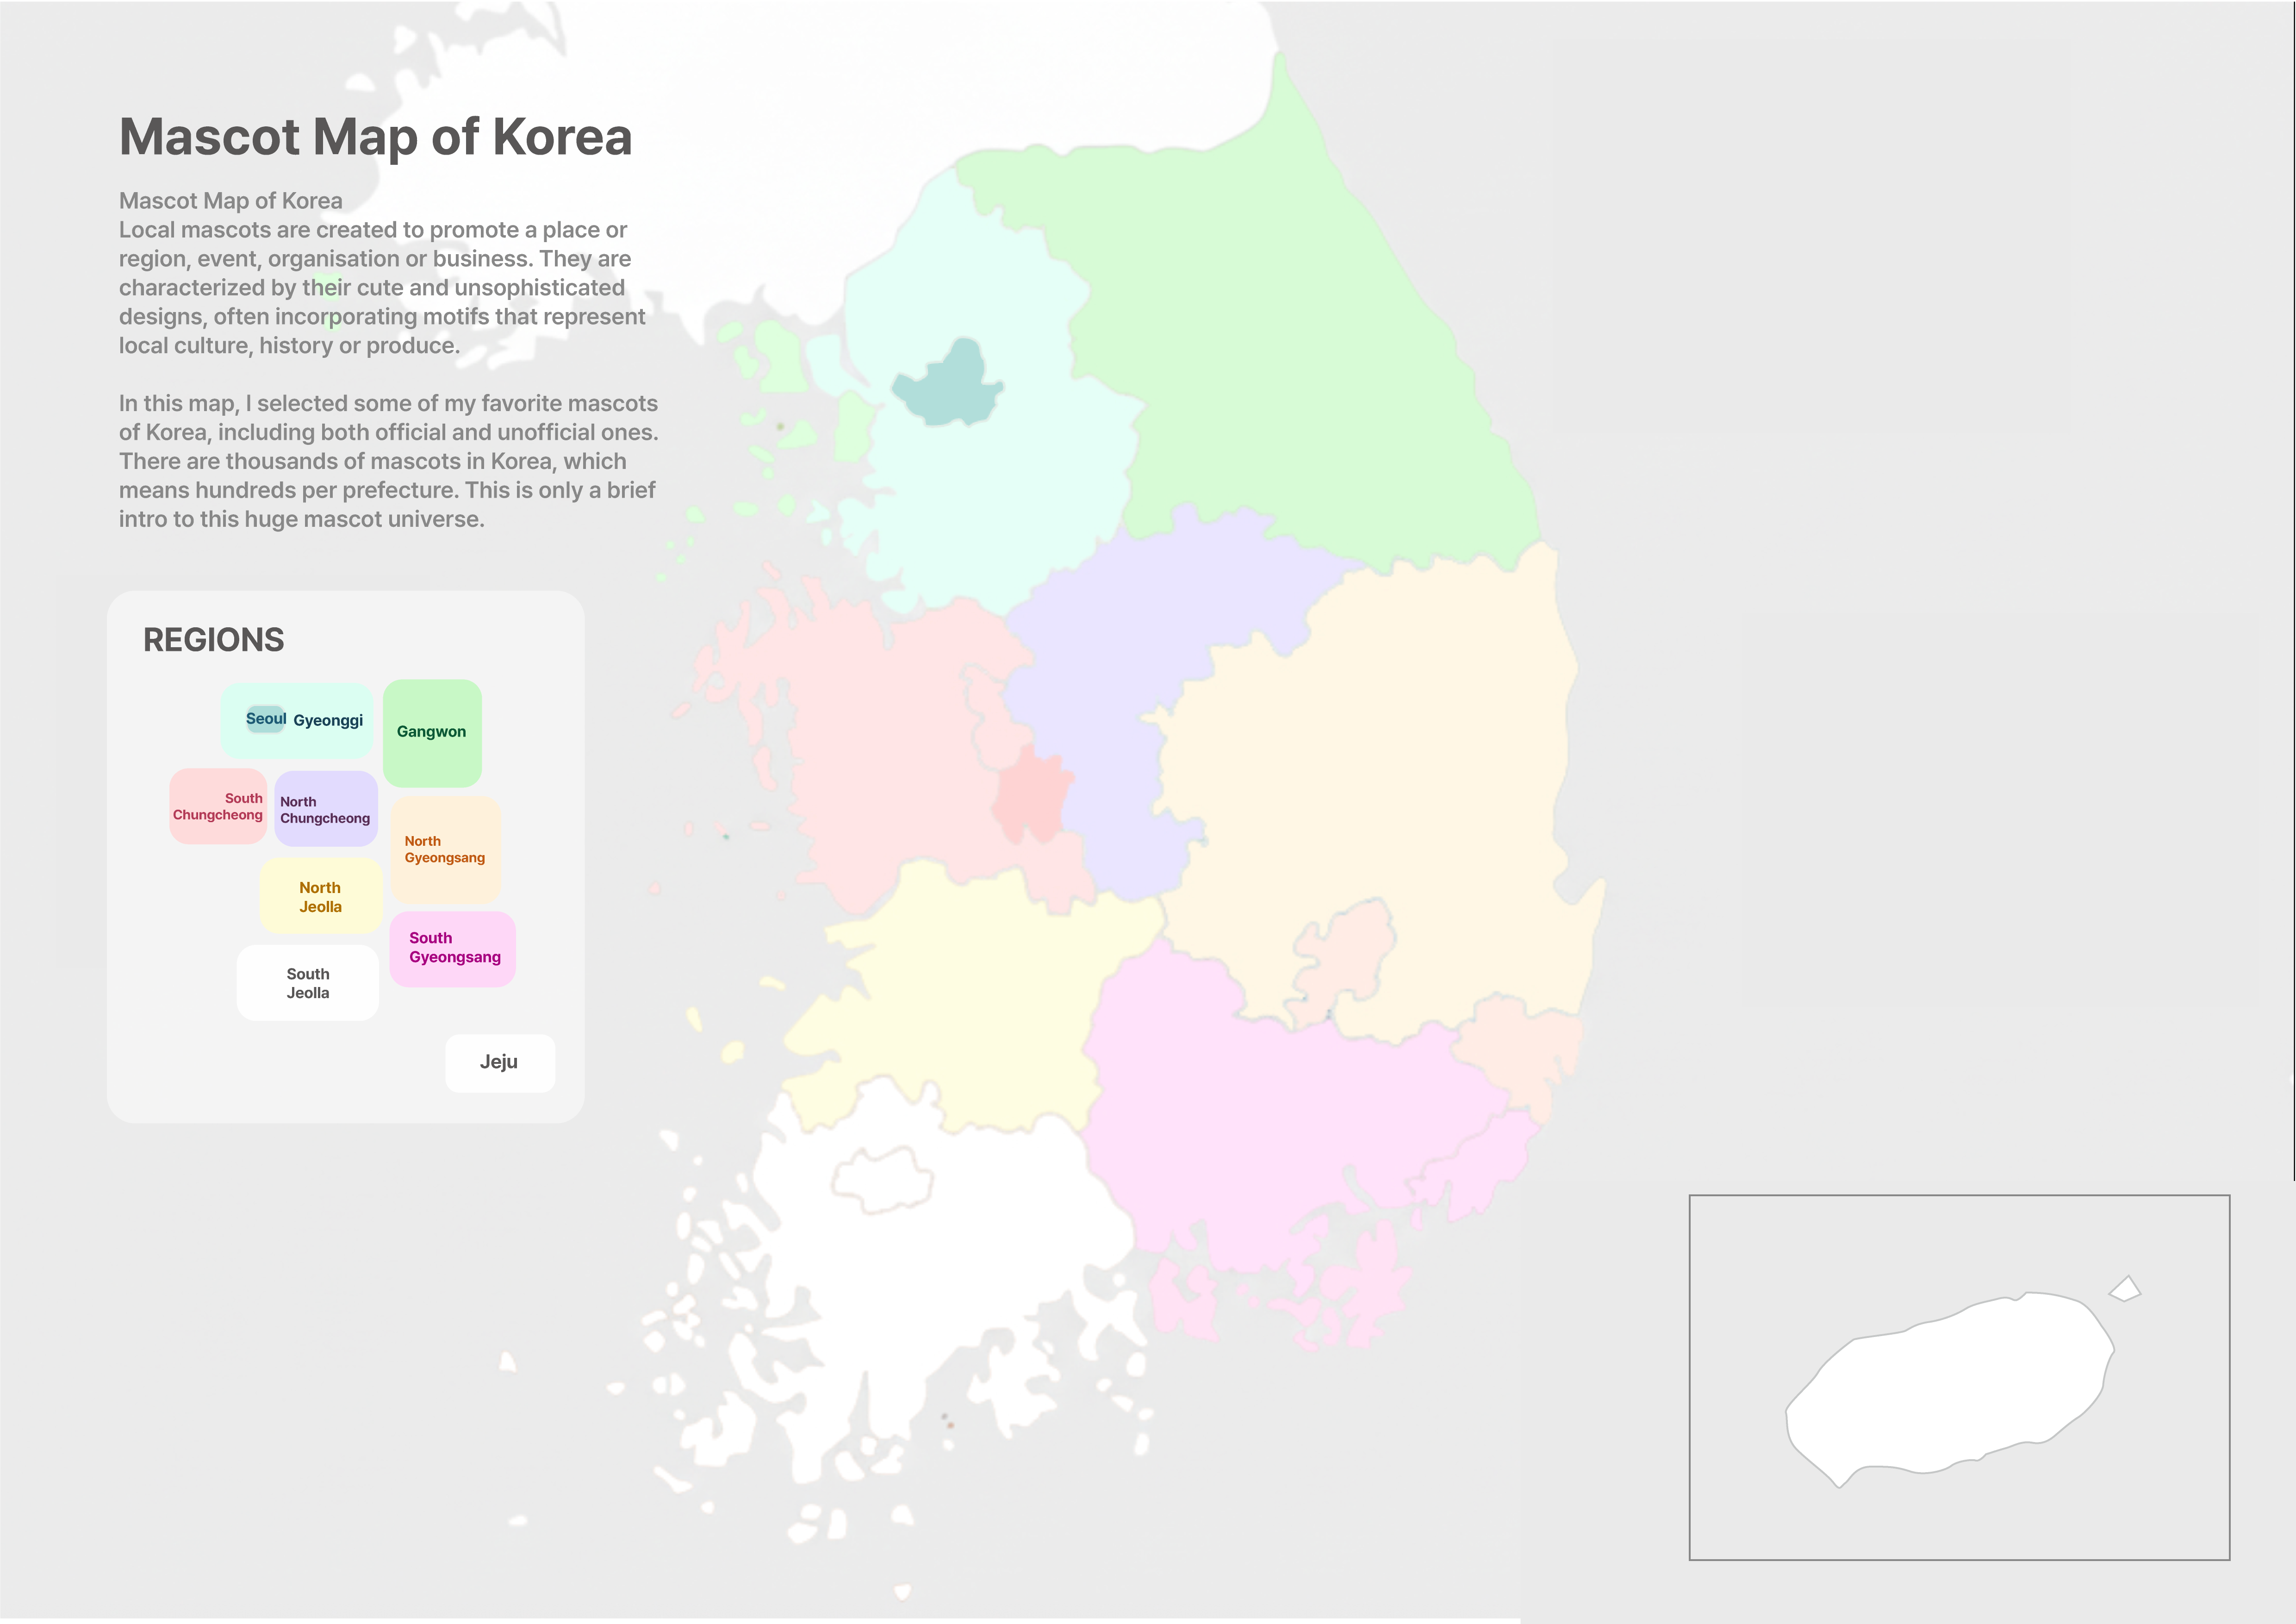 Mascot Map of Korea
Mascot Map of Korea
Local mascots are created to promote a place or
region, event, organisation or business. They are
characterized by their cute and unsophisticated
designs, often incorporating motifs that represent
local culture, history or produce.
In this map, I selected some of my favorite mascots
of Korea, including both official and unofficial ones.
There are thousands of mascots in Korea, which
means hundreds per prefecture. This is only a brief
intro to this huge mascot universe.
REGIONS
Seoul
Gyeonggi
Gangwon
South
Chungcheong
North
Chungcheong
North
Gyeongsang
North
Jeolla
South
Gyeongsang
South
Jeolla
Jeju